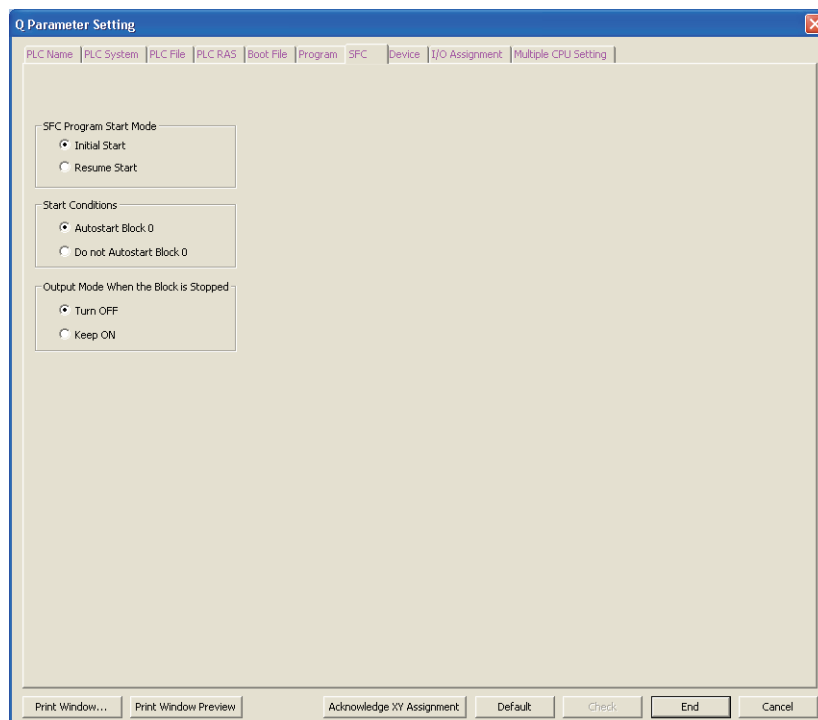 Q Parameter Setting
PLC Name PLC System PLC File PLC RAS Boot File Program SFC Device I/O Assignment Multiple CPU Setting
SFC Program Start Mode
Initial Start
Resume Start
Start Conditions
Autostart Block 0
Do not Autostart Block 0
Output Mode When the Block is Stopped
Turn OFF
Keep ON
Print Window... Print Window Preview Acknowledge XY Assignment Default Check End Cancel